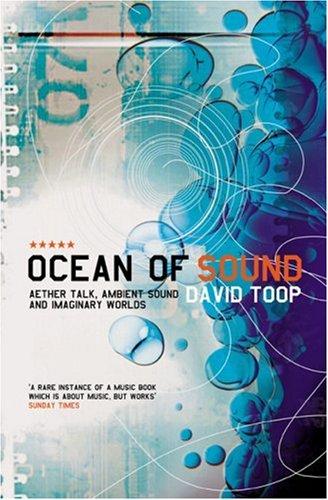 07
★★★★★
OCEAN OF SOUND
AETHER TALK, AMBIENT SOUND
AND IMAGINARY WORLDS
DAVID TOOP
'A RARE INSTANCE OF A MUSIC BOOK
WHICH IS ABOUT MUSIC, BUT WORKS'
SUNDAY TIMES